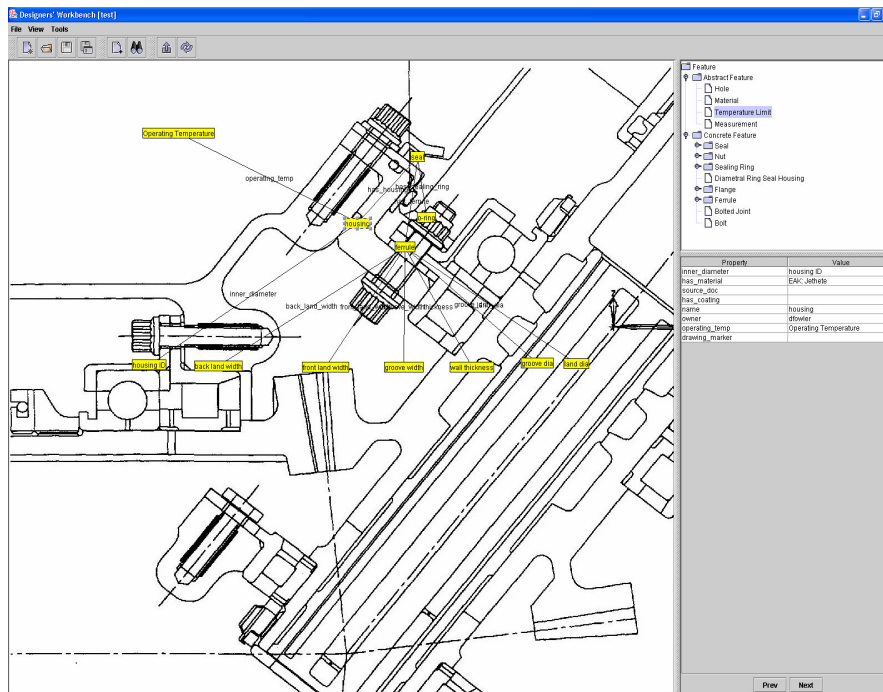 Designers' Workbench [test]
File View Tools
Operating Temperature
operating_temp
seal
has_housing
housing
o-ring
ferrule
inner_diameter
back_land_width
housing ID
back land width
front land width
groove width
wall thickness
groove dia
land dia
Z
Feature
Abstract Feature
Hole
Material
Temperature Limit
Measurement
Concrete Feature
Seal
Nut
Sealing Ring
Diametral Ring Seal Housing
Flange
Ferrule
Bolted Joint
Bolt
Property Value
inner_diameter housing ID
has_material EAK: Jethete
source_doc
has_coating
name housing
owner dfowler
operating_temp Operating Temperature
drawing_marker
Prev Next